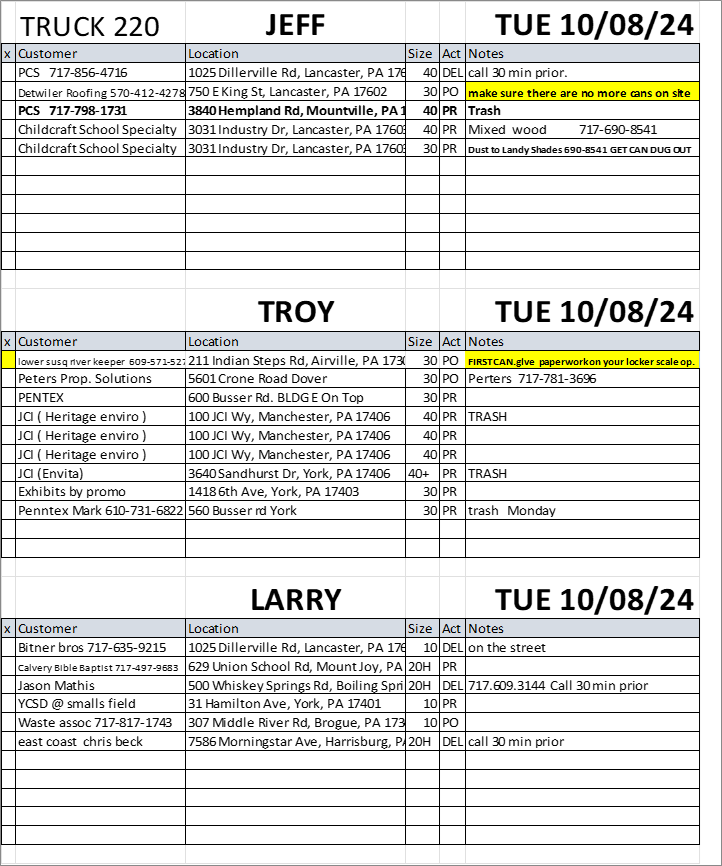 TRUCK 220 JEFF TUE 10/08/24
x Customer Location Size Act Notes
PCS 717-856-4716 1025 Dillerville Rd, Lancaster, PA 176 40 DEL call 30 min prior.
Detwiler Roofing 570-412-4278 750 E King St, Lancaster, PA 17602 30 PO make sure there are no more cans on site
PCS 717-798-1731 3840 Hempland Rd, Mountville, PA 1 40 PR Trash
Childcraft School Specialty 3031 Industry Dr, Lancaster, PA 1760 40 PR Mixed wood 717-690-8541
Childcraft School Specialty 3031 Industry Dr, Lancaster, PA 1760 30 PR Dust to Landy Shades 690-8541 GET CAN DUG OUT
TROY TUE 10/08/24
x Customer Location Size Act Notes
lower susq river keeper 609-571-527 211 Indian Steps Rd, Airville, PA 173 30 PO FIRST CAN.give paperwork on your locker scale op.
Peters Prop. Solutions 5601 Crone Road Dover 30 PO Perters 717-781-3696
PENTEX 600 Busser Rd. BLDG E On Top 30 PR
JCI ( Heritage enviro ) 100 JCI Wy, Manchester, PA 17406 40 PR TRASH
JCI ( Heritage enviro ) 100 JCI Wy, Manchester, PA 17406 40 PR
JCI ( Heritage enviro ) 100 JCI Wy, Manchester, PA 17406 40 PR
JCI (Envita) 3640 Sandhurst Dr, York, PA 17406 40+ PR TRASH
Exhibits by promo 1418 6th Ave, York, PA 17403 30 PR
Penntex Mark 610-731-6822 560 Busser rd York 30 PR trash Monday
LARRY TUE 10/08/24
x Customer Location Size Act Notes
Bitner bros 717-635-9215 1025 Dillerville Rd, Lancaster, PA 176 10 DEL on the street
Calvery Bible Baptist 717-497-9683 629 Union School Rd, Mount Joy, PA 20H PR
Jason Mathis 500 Whiskey Springs Rd, Boiling Spri 20H DEL 717.609.3144 Call 30 min prior
YCSD @ smalls field 31 Hamilton Ave, York, PA 17401 10 PR
Waste assoc 717-817-1743 307 Middle River Rd, Brogue, PA 173 10 PO
east coast chris beck 7586 Morningstar Ave, Harrisburg, PA 20H DEL call 30 min prior